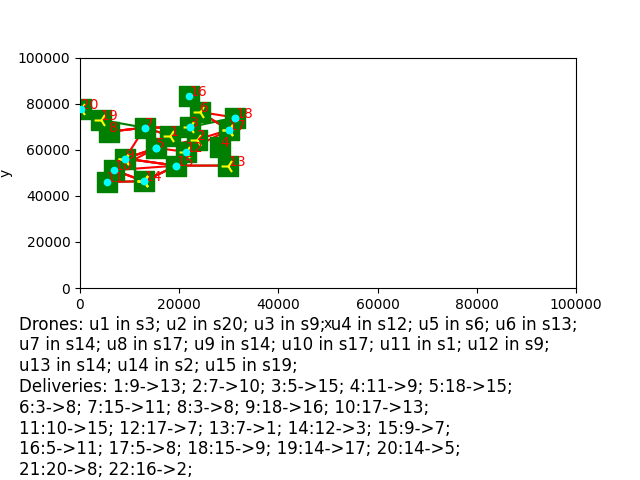 100000
80000
60000
40000
20000
0
0 20000 40000 60000 80000 100000
y
x
Drones: u1 in s3; u2 in s20; u3 in s9; u4 in s12; u5 in s6; u6 in s13;
u7 in s14; u8 in s17; u9 in s14; u10 in s17; u11 in s1; u12 in s9;
u13 in s14; u14 in s2; u15 in s19;
Deliveries: 1:9->13; 2:7->10; 3:5->15; 4:11->9; 5:18->15;
6:3->8; 7:15->11; 8:3->8; 9:18->16; 10:17->13;
11:10->15; 12:17->7; 13:7->1; 14:12->3; 15:9->7;
16:5->11; 17:5->8; 18:15->9; 19:14->17; 20:14->5;
21:20->8; 22:16->2;